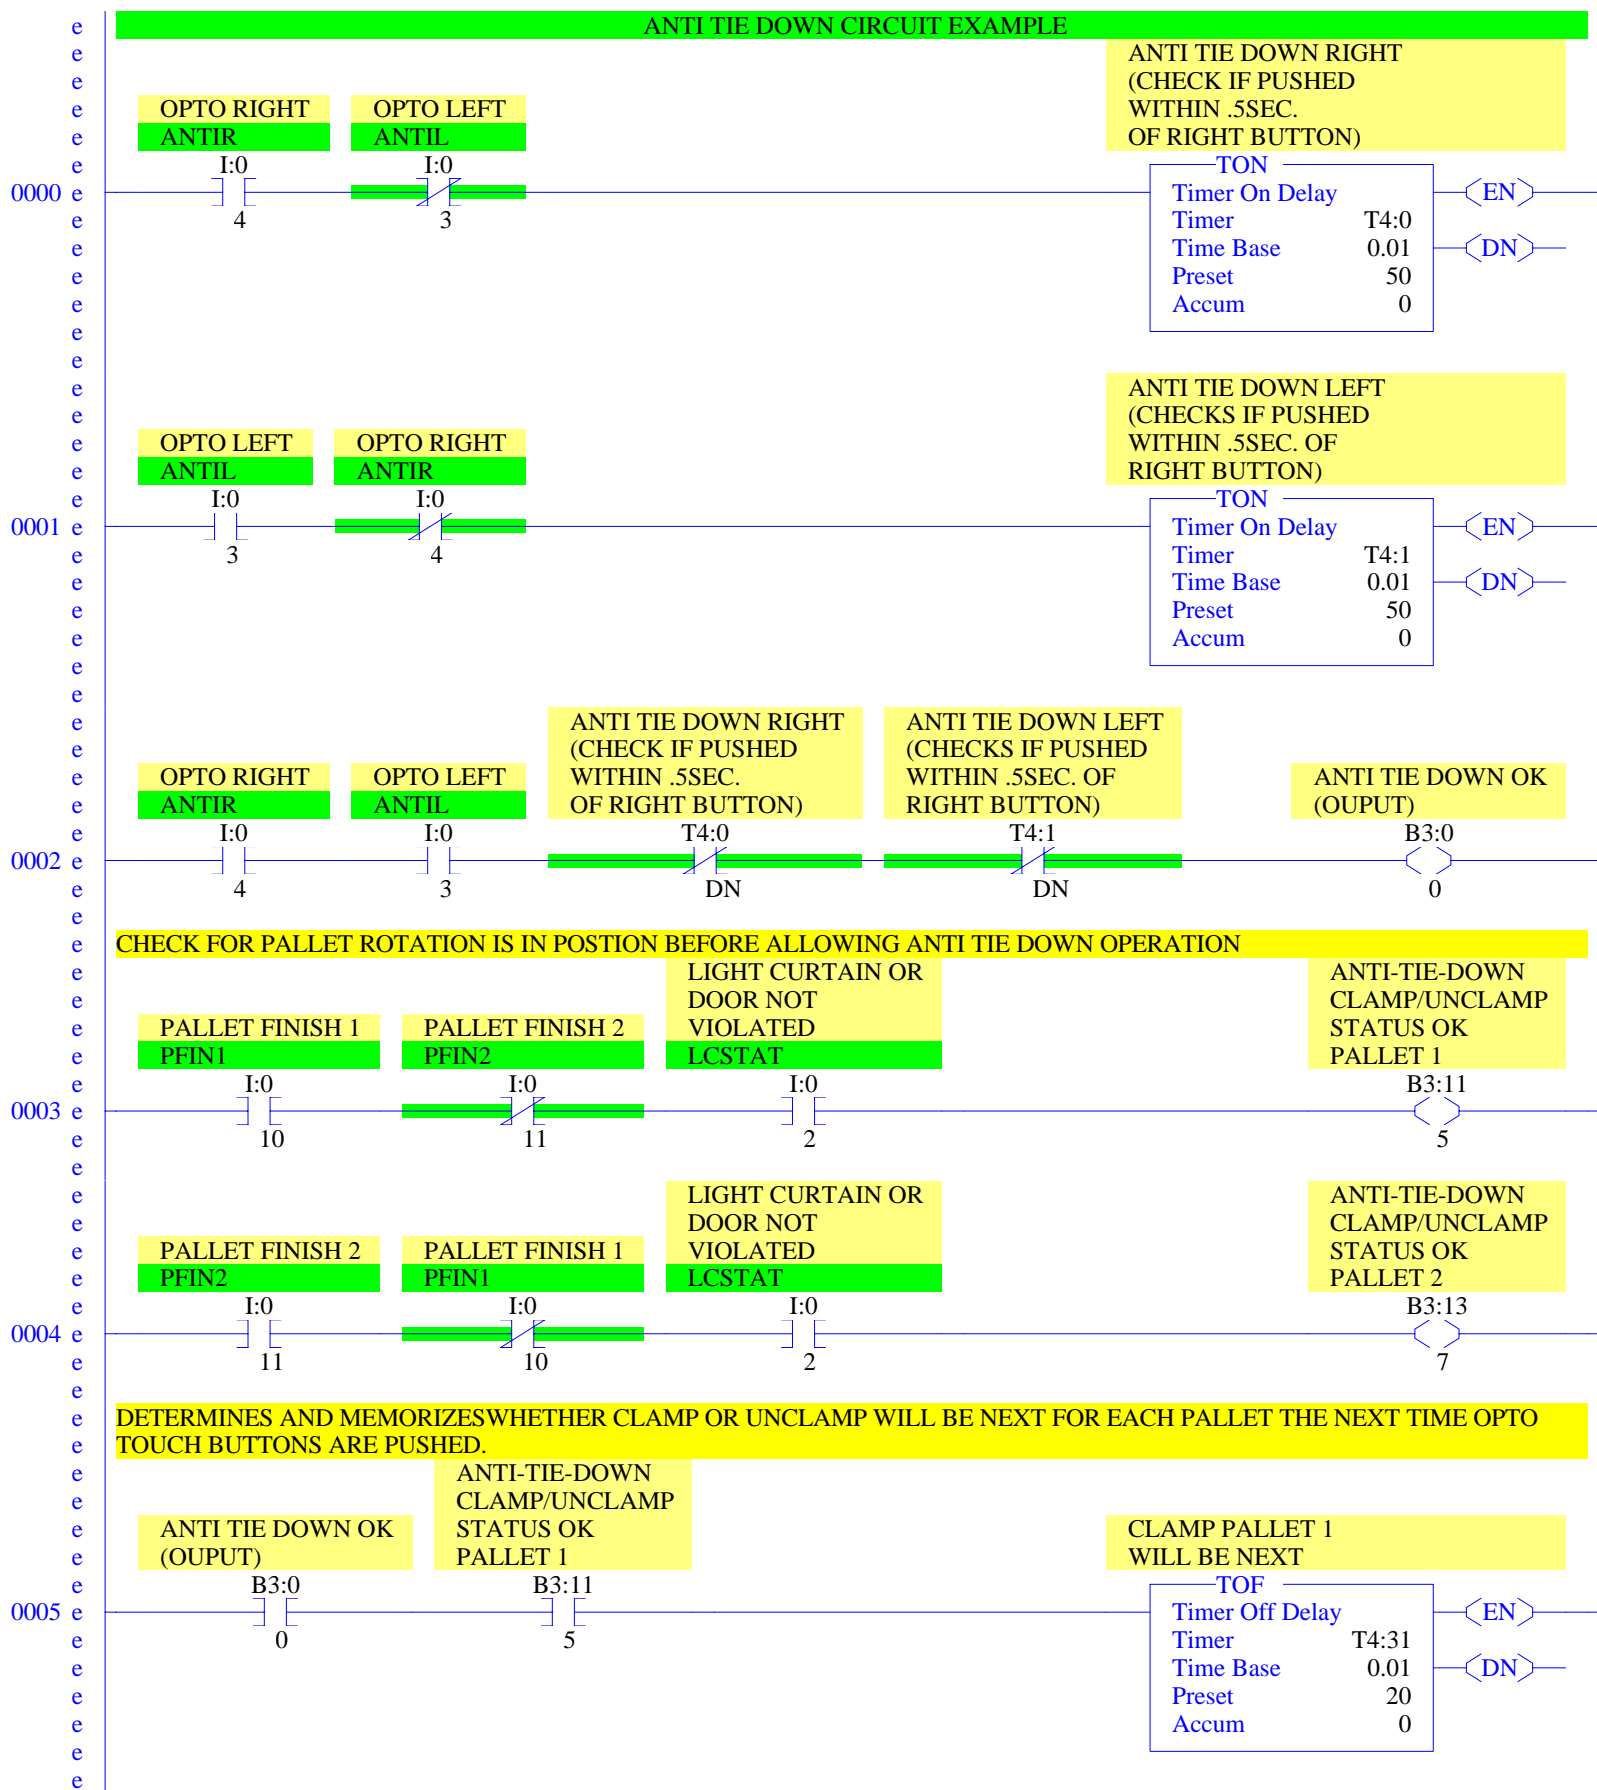 ANTI TIE DOWN CIRCUIT EXAMPLE
e
e
e
e
e
e
0000 e
e
e
e
e
e
e
e
e
e
e
e
0001 e
e
e
e
e
e
e
e
e
e
e
e
0002 e
e
e
e
e
e
e
e
e
0003 e
e
e
e
e
e
e
e
0004 e
e
e
e
e
e
e
e
e
e
0005 e
e
e
e
e
e
e
ANTI TIE DOWN RIGHT
(CHECK IF PUSHED
WITHIN .5SEC.
OF RIGHT BUTTON)
OPTO RIGHT
ANTIR
I:0
4
OPTO LEFT
ANTIL
I:0
3
TON
Timer On Delay
Timer T4:0
Time Base 0.01
Preset 50
Accum 0
EN
DN
ANTI TIE DOWN LEFT
(CHECKS IF PUSHED
WITHIN .5SEC. OF
RIGHT BUTTON)
OPTO LEFT
ANTIL
I:0
3
OPTO RIGHT
ANTIR
I:0
4
TON
Timer On Delay
Timer T4:1
Time Base 0.01
Preset 50
Accum 0
EN
DN
OPTO RIGHT
ANTIR
I:0
4
OPTO LEFT
ANTIL
I:0
3
ANTI TIE DOWN RIGHT
(CHECK IF PUSHED
WITHIN .5SEC.
OF RIGHT BUTTON)
T4:0
DN
ANTI TIE DOWN LEFT
(CHECKS IF PUSHED
WITHIN .5SEC. OF
RIGHT BUTTON)
T4:1
DN
ANTI TIE DOWN OK
(OUPUT)
B3:0
0
CHECK FOR PALLET ROTATION IS IN POSTION BEFORE ALLOWING ANTI TIE DOWN OPERATION
PALLET FINISH 1
PFIN1
I:0
10
PALLET FINISH 2
PFIN2
I:0
11
LIGHT CURTAIN OR
DOOR NOT
VIOLATED
LCSTAT
I:0
2
ANTI-TIE-DOWN
CLAMP/UNCLAMP
STATUS OK
PALLET 1
B3:11
5
PALLET FINISH 2
PFIN2
I:0
11
PALLET FINISH 1
PFIN1
I:0
10
LIGHT CURTAIN OR
DOOR NOT
VIOLATED
LCSTAT
I:0
2
ANTI-TIE-DOWN
CLAMP/UNCLAMP
STATUS OK
PALLET 2
B3:13
7
DETERMINES AND MEMORIZESWHETHER CLAMP OR UNCLAMP WILL BE NEXT FOR EACH PALLET THE NEXT TIME OPTO
TOUCH BUTTONS ARE PUSHED.
ANTI TIE DOWN OK
(OUPUT)
B3:0
0
ANTI-TIE-DOWN
CLAMP/UNCLAMP
STATUS OK
PALLET 1
B3:11
5
CLAMP PALLET 1
WILL BE NEXT
TOF
Timer Off Delay
Timer T4:31
Time Base 0.01
Preset 20
Accum 0
EN
DN